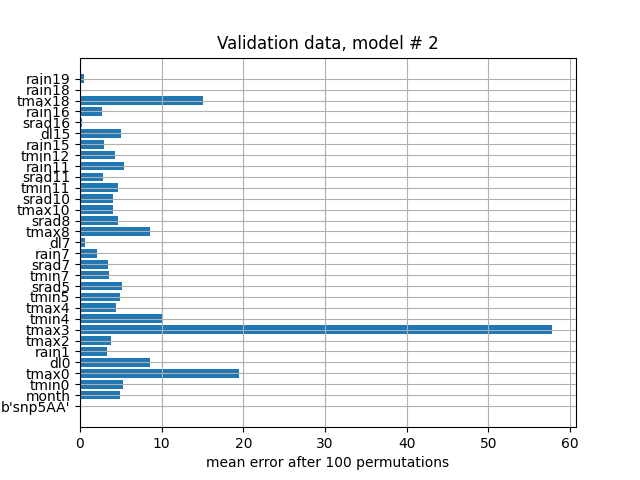 Validation data, model # 2
rain19
rain18
tmax18
rain16
srad16
dl15
rain15
tmin12
rain11
srad11
tmin11
srad10
tmax10
srad8
tmax8
dl7
rain7
srad7
tmin7
srad5
tmin5
tmax4
tmin4
tmax3
tmax2
rain1
dl0
tmax0
tmin0
month
b'snp5AA'
0 10 20 30 40 50 60
mean error after 100 permutations